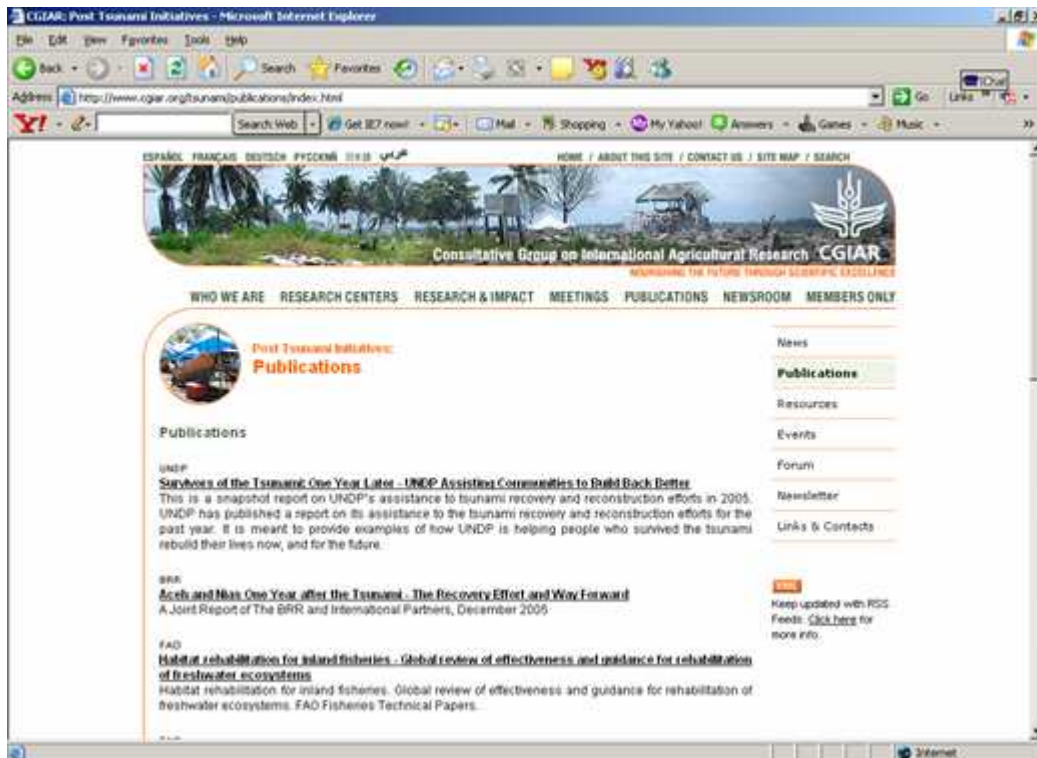 CGIAR: Post Tsunami Initiatives - Microsoft Internet Explorer
File Edit View Favorites Tools Help
Back Search Favorites
Address http://www.cgiar.org/tsunami/publications/index.html Go Links
Y! Search Web Get IE7 now! Mail Shopping My Yahoo! Answers Games Music
ESPAÑOL FRANÇAIS DEUTSCH РУССКИЙ عربي HOME / ABOUT THIS SITE / CONTACT US / SITE MAP / SEARCH
Consultative Group on International Agricultural Research CGIAR
NOURISHING THE FUTURE THROUGH SCIENTIFIC EXCELLENCE
WHO WE ARE RESEARCH CENTERS RESEARCH & IMPACT MEETINGS PUBLICATIONS NEWSROOM MEMBERS ONLY
Post Tsunami Initiatives:
Publications
News
Publications
Resources
Events
Forum
Newsletter
Links & Contacts
XML
Keep updated with RSS
Feeds. Click here for
more info.
Publications
UNDP
Survivors of the Tsunami: One Year Later - UNDP Assisting Communities to Build Back Better
This is a snapshot report on UNDP's assistance to tsunami recovery and reconstruction efforts in 2005.
UNDP has published a report on its assistance to the tsunami recovery and reconstruction efforts for the
past year. It is meant to provide examples of how UNDP is helping people who survived the tsunami
rebuild their lives now, and for the future.
BRR
Aceh and Nias One Year after the Tsunami - The Recovery Effort and Way Forward
A Joint Report of The BRR and International Partners, December 2005
FAO
Habitat rehabilitation for inland fisheries - Global review of effectiveness and guidance for rehabilitation
of freshwater ecosystems
Habitat rehabilitation for inland fisheries. Global review of effectiveness and guidance for rehabilitation of
freshwater ecosystems. FAO Fisheries Technical Papers.
Internet